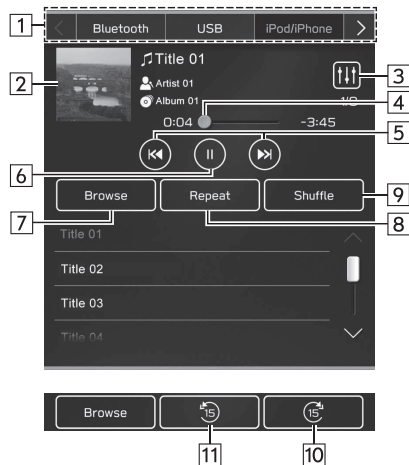 1 Bluetooth USB iPod/iPhone
2 Title 01
Artist 01 3
Album 01 4
0:04 -3:45 5
6
Browse Repeat Shuffle 9
7 8
Title 01
Title 02
Title 03
Title 04
Browse 15 15
11 10